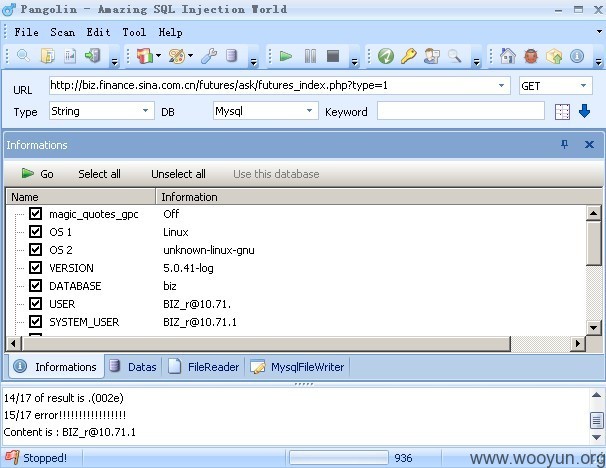 Pangolin - Amazing SQL Injection World
File Scan Edit Tool Help
URL http://biz.finance.sina.com.cn/futures/ask/futures_index.php?type=1 GET
Type String DB Mysql Keyword
Informations
Go Select all Unselect all Use this database
Name Information
magic_quotes_gpc Off
OS 1 Linux
OS 2 unknown-linux-gnu
VERSION 5.0.41-log
DATABASE biz
USER BIZ_r@10.71.
SYSTEM_USER BIZ_r@10.71.1
Informations Datas FileReader MysqlFileWriter
14/17 of result is .(002e)
15/17 error!!!!!!!!!!!!!!!!!
Content is : BIZ_r@10.71.1
Stopped! 936
www.wooyun.org